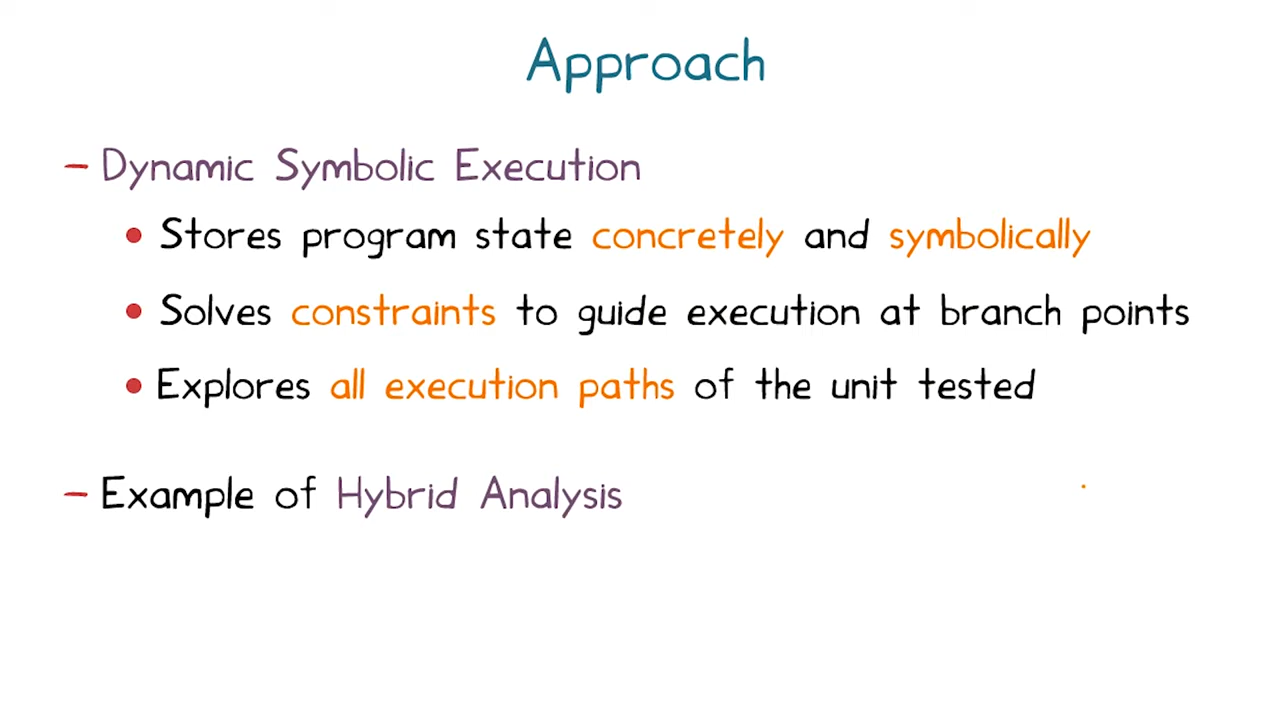 Approach
- Dynamic Symbolic Execution
• Stores program state concretely and symbolically
• Solves constraints to guide execution at branch points
• Explores all execution paths of the unit tested
- Example of Hybrid Analysis